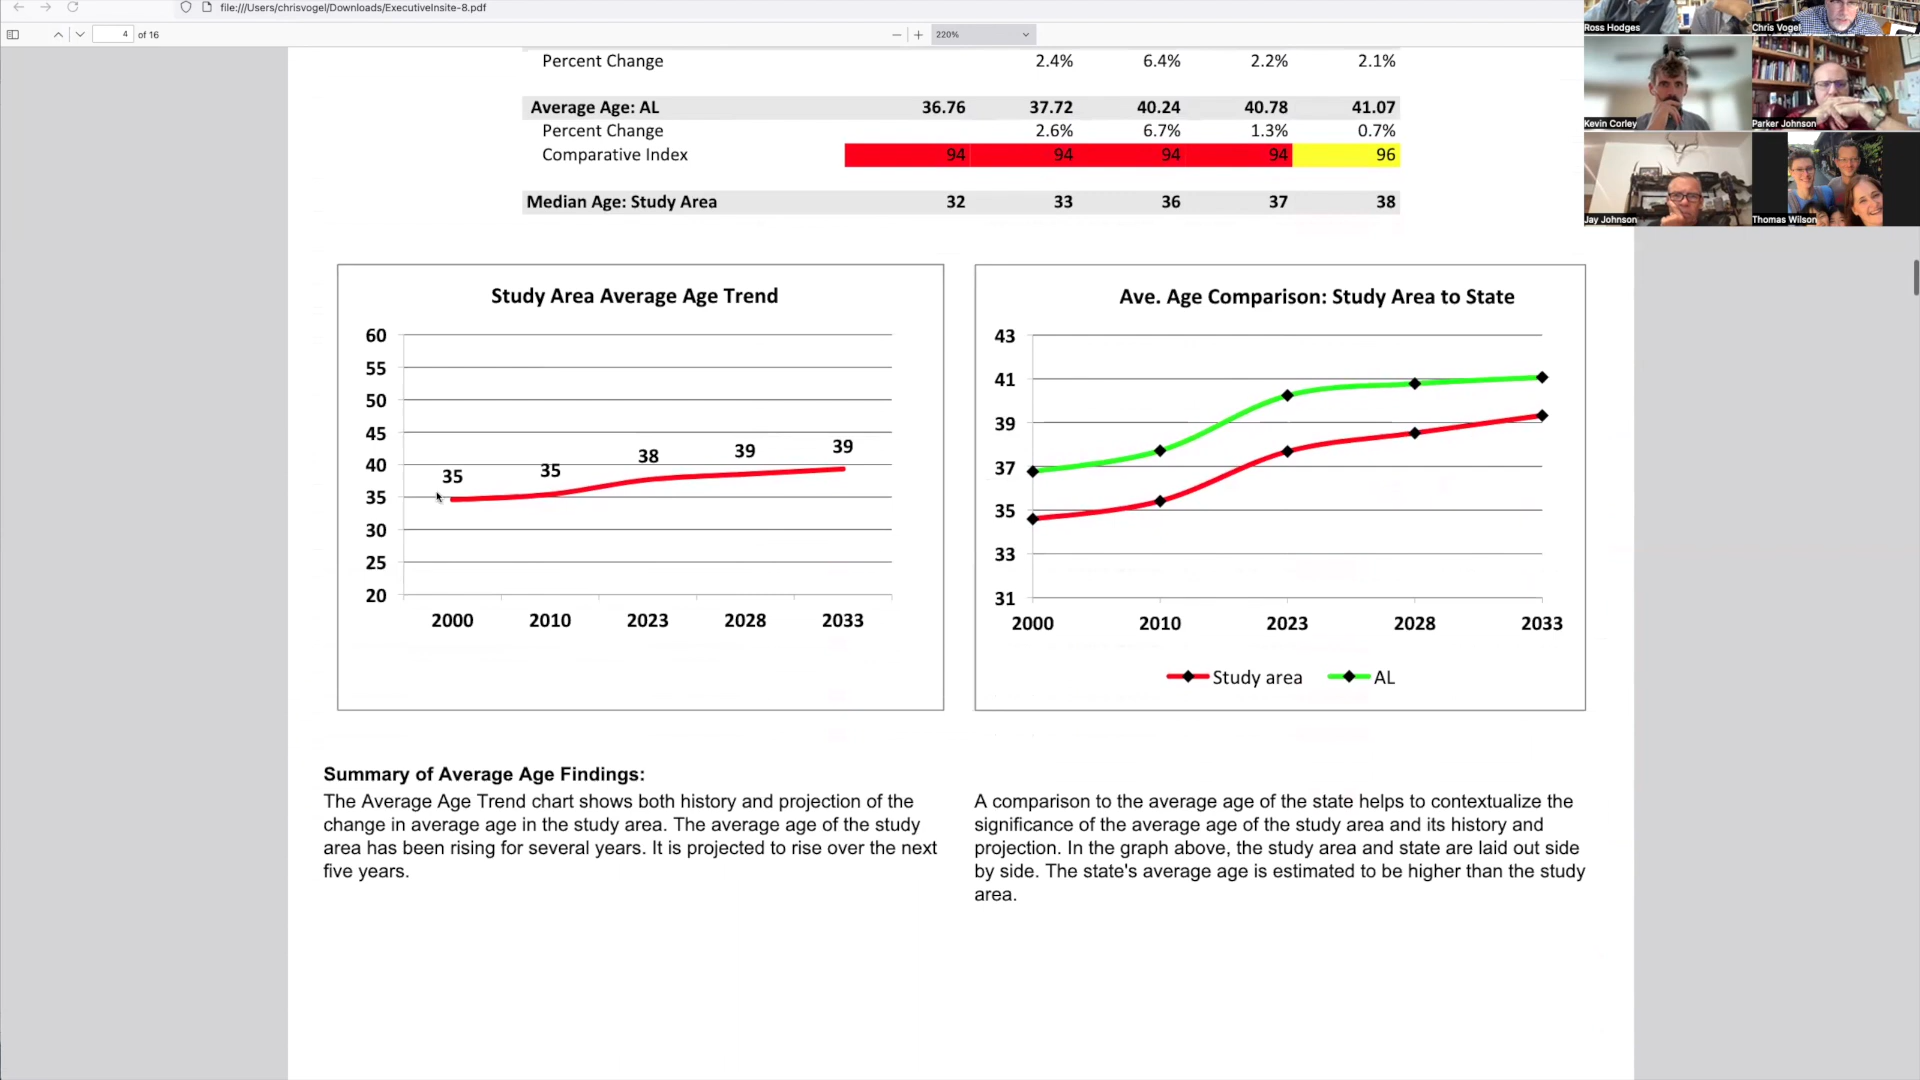 file:///Users/chrisvogel/Downloads/ExecutiveInsite-8.pdf
4 of 16
220%
Ross Hodges
Chris Vogel
Kevin Corley
Parker Johnson
Jay Johnson
Thomas Wilson
Percent Change 2.4% 6.4% 2.2% 2.1%
Average Age: AL 36.76 37.72 40.24 40.78 41.07
Percent Change 2.6% 6.7% 1.3% 0.7%
Comparative Index 94 94 94 94 96
Median Age: Study Area 32 33 36 37 38
Study Area Average Age Trend
60
55
50
45
40
35
30
25
20
35 35 38 39 39
2000 2010 2023 2028 2033
Ave. Age Comparison: Study Area to State
43
41
39
37
35
33
31
2000 2010 2023 2028 2033
Study area AL
Summary of Average Age Findings:
The Average Age Trend chart shows both history and projection of the
change in average age in the study area. The average age of the study
area has been rising for several years. It is projected to rise over the next
five years.
A comparison to the average age of the state helps to contextualize the
significance of the average age of the study area and its history and
projection. In the graph above, the study area and state are laid out side
by side. The state's average age is estimated to be higher than the study
area.